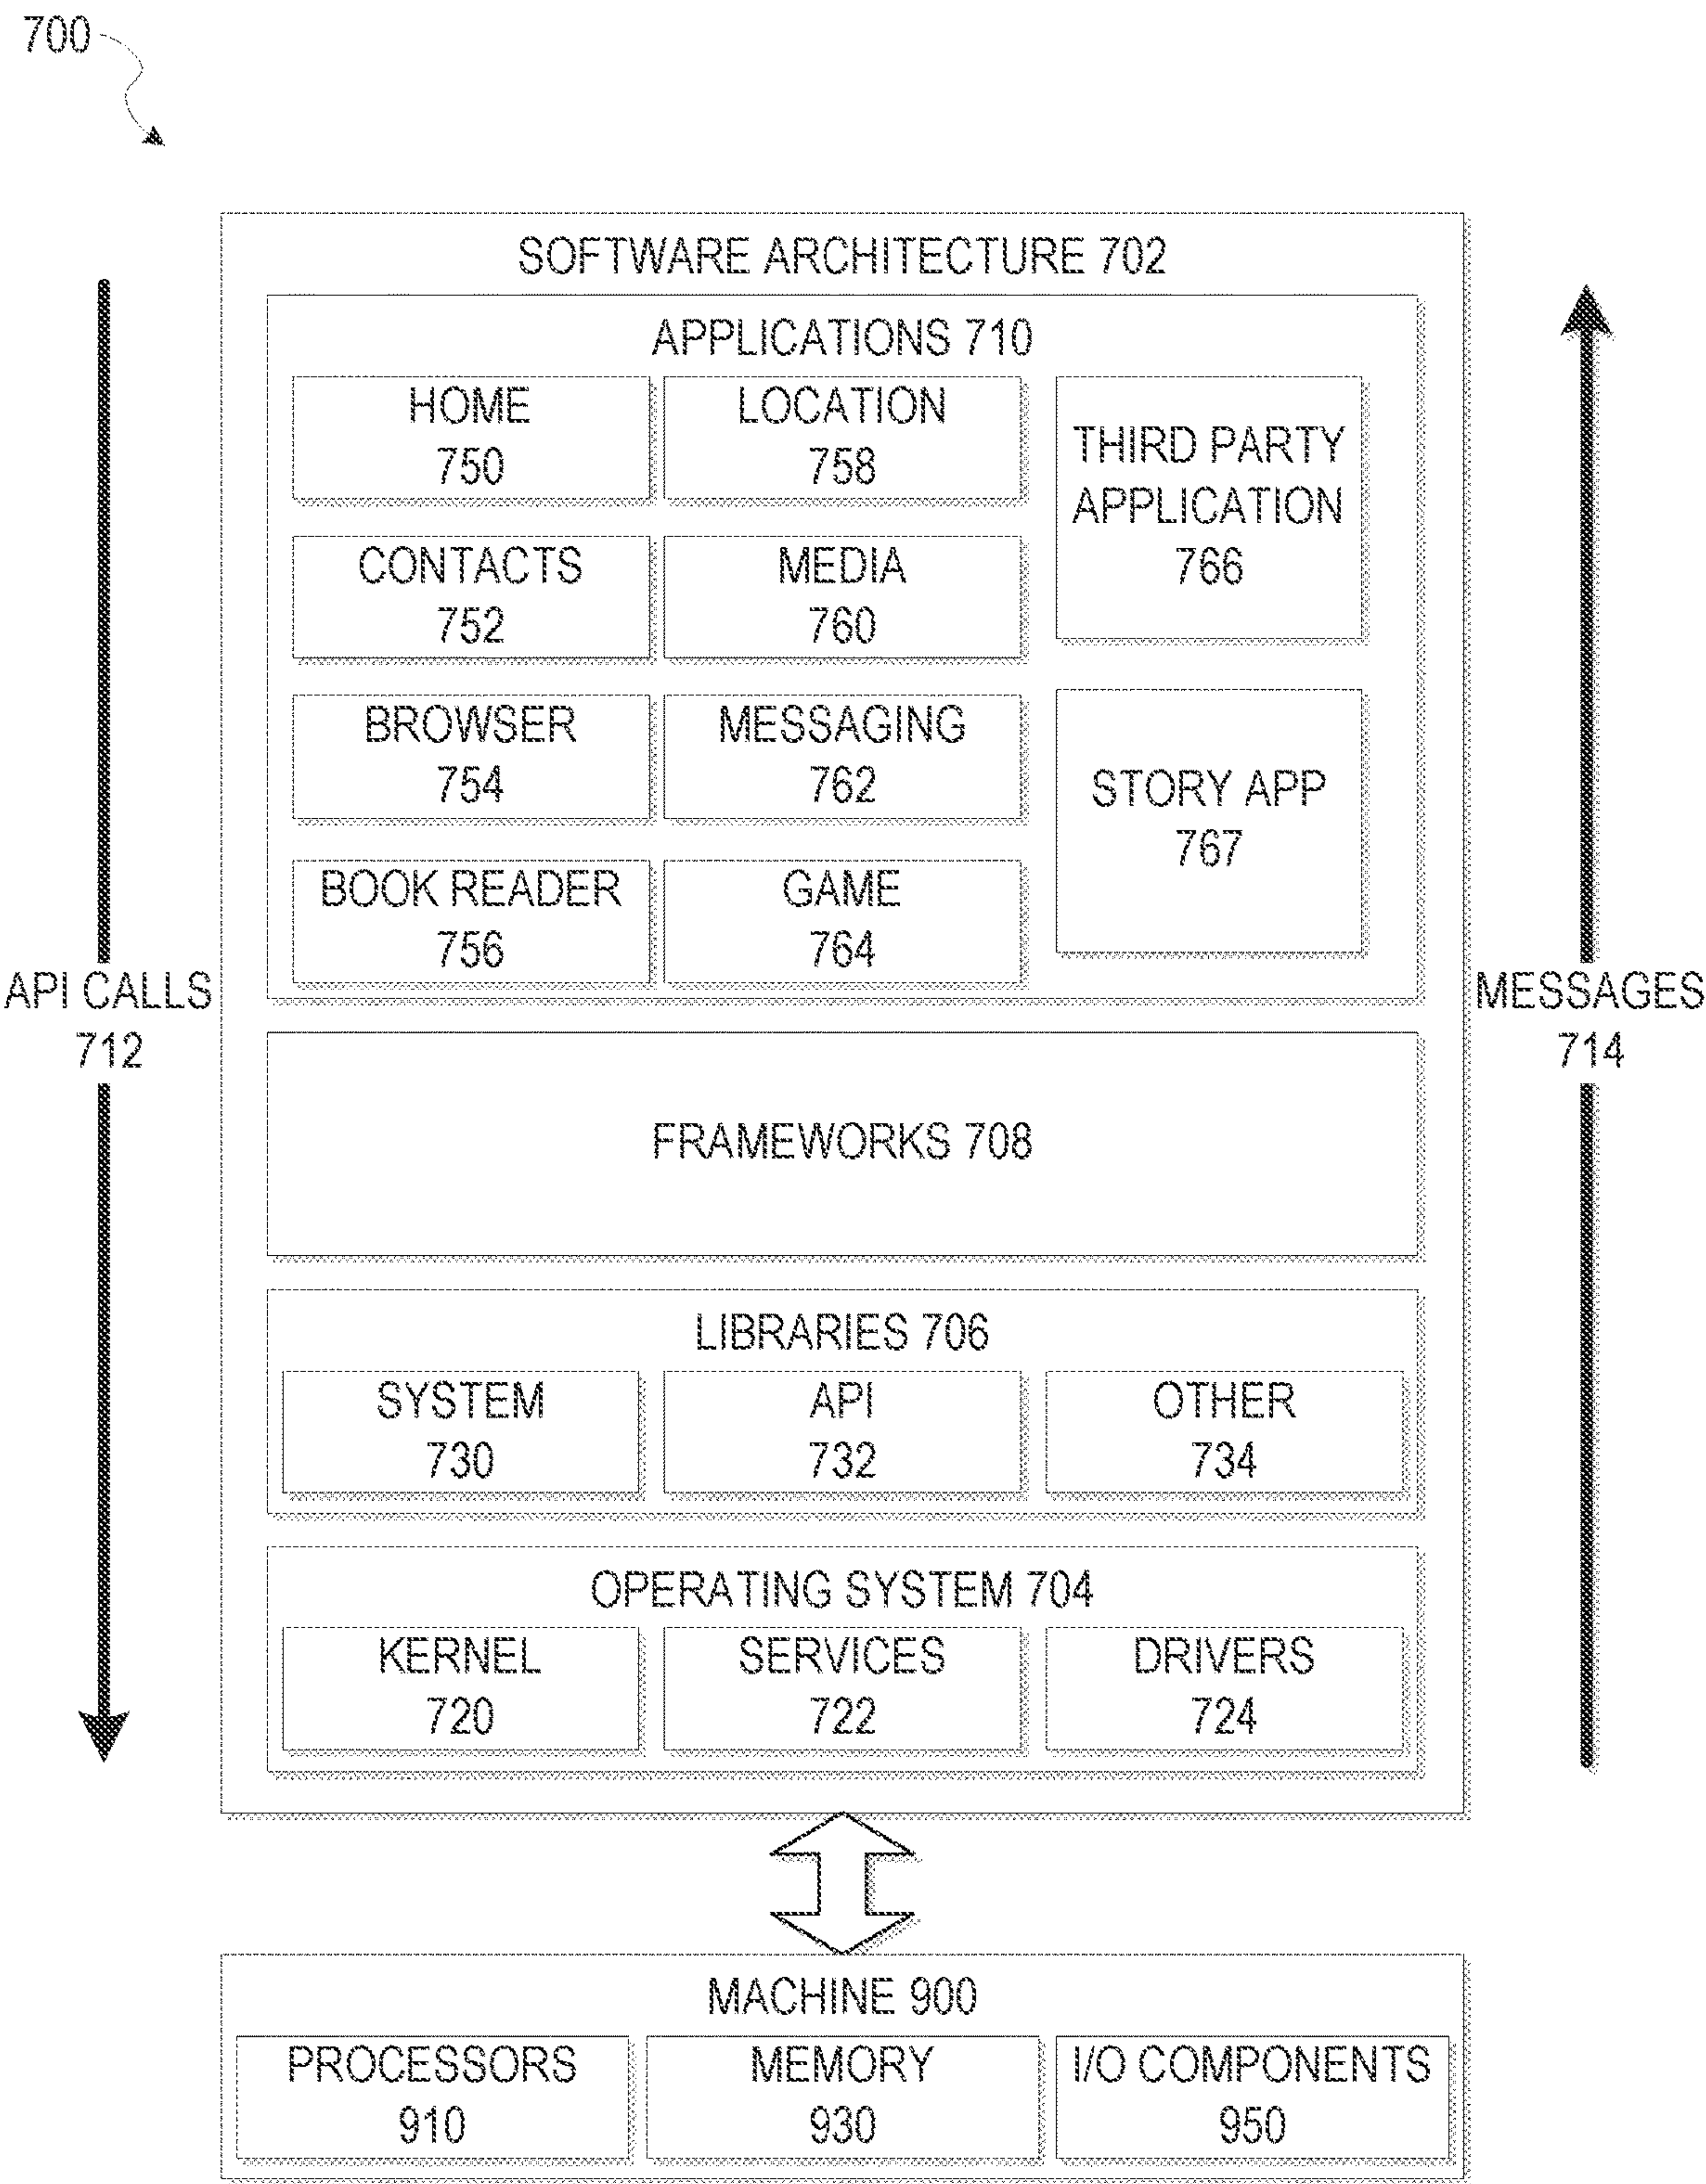 700
SOFTWARE ARCHITECTURE 702
APPLICATIONS 710
HOME
750
LOCATION
758
THIRD PARTY
APPLICATION
766
CONTACTS
752
MEDIA
760
BROWSER
754
MESSAGING
762
STORY APP
767
BOOK READER
756
GAME
764
API CALLS
712
MESSAGES
714
FRAMEWORKS 708
LIBRARIES 706
SYSTEM
730
API
732
OTHER
734
OPERATING SYSTEM 704
KERNEL
720
SERVICES
722
DRIVERS
724
MACHINE 900
PROCESSORS
910
MEMORY
930
I/O COMPONENTS
950